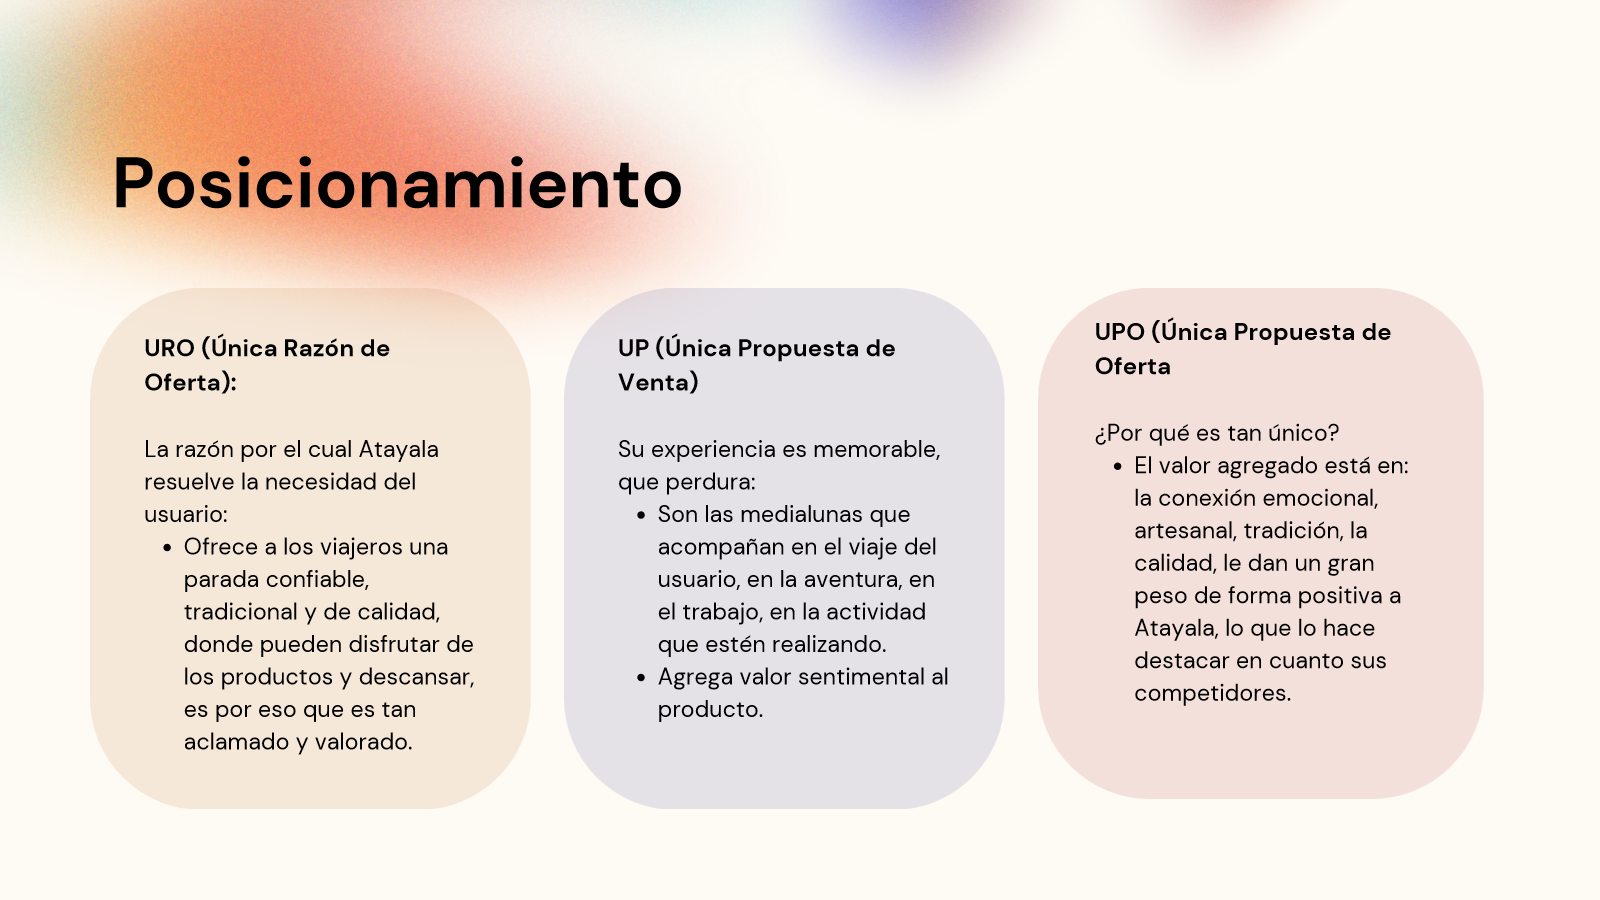 Posicionamiento
URO (Única Razón de
Oferta):
La razón por el cual Atayala
resuelve la necesidad del
usuario:
• Ofrece a los viajeros una
parada confiable,
tradicional y de calidad,
donde pueden disfrutar de
los productos y descansar,
es por eso que es tan
aclamado y valorado.
UP (Única Propuesta de
Venta)
Su experiencia es memorable,
que perdura:
• Son las medialunas que
acompañan en el viaje del
usuario, en la aventura, en
el trabajo, en la actividad
que estén realizando.
• Agrega valor sentimental al
producto.
UPO (Única Propuesta de
Oferta
¿Por qué es tan único?
• El valor agregado está en:
la conexión emocional,
artesanal, tradición, la
calidad, le dan un gran
peso de forma positiva a
Atayala, lo que lo hace
destacar en cuanto sus
competidores.